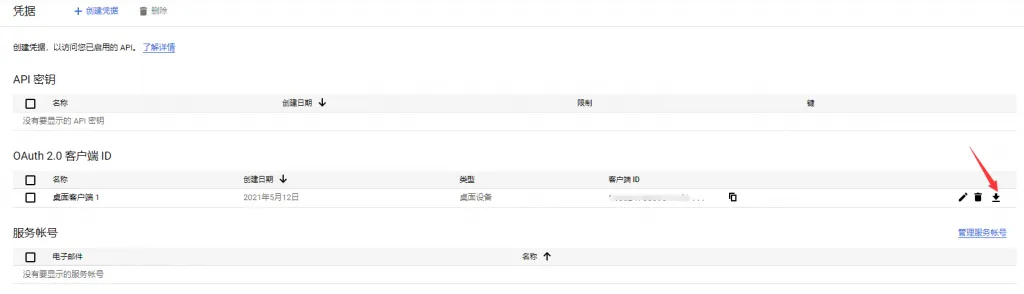 凭据 + 创建凭据 删除
创建凭据，以访问您已启用的 API。 了解详情
API 密钥
名称 创建日期 限制 键
没有要显示的 API 密钥
OAuth 2.0 客户端 ID
名称 创建日期 类型 客户端 ID
桌面客户端 1 2021年5月12日 桌面设备
服务帐号 管理服务帐号
电子邮件 名称
没有要显示的服务帐号